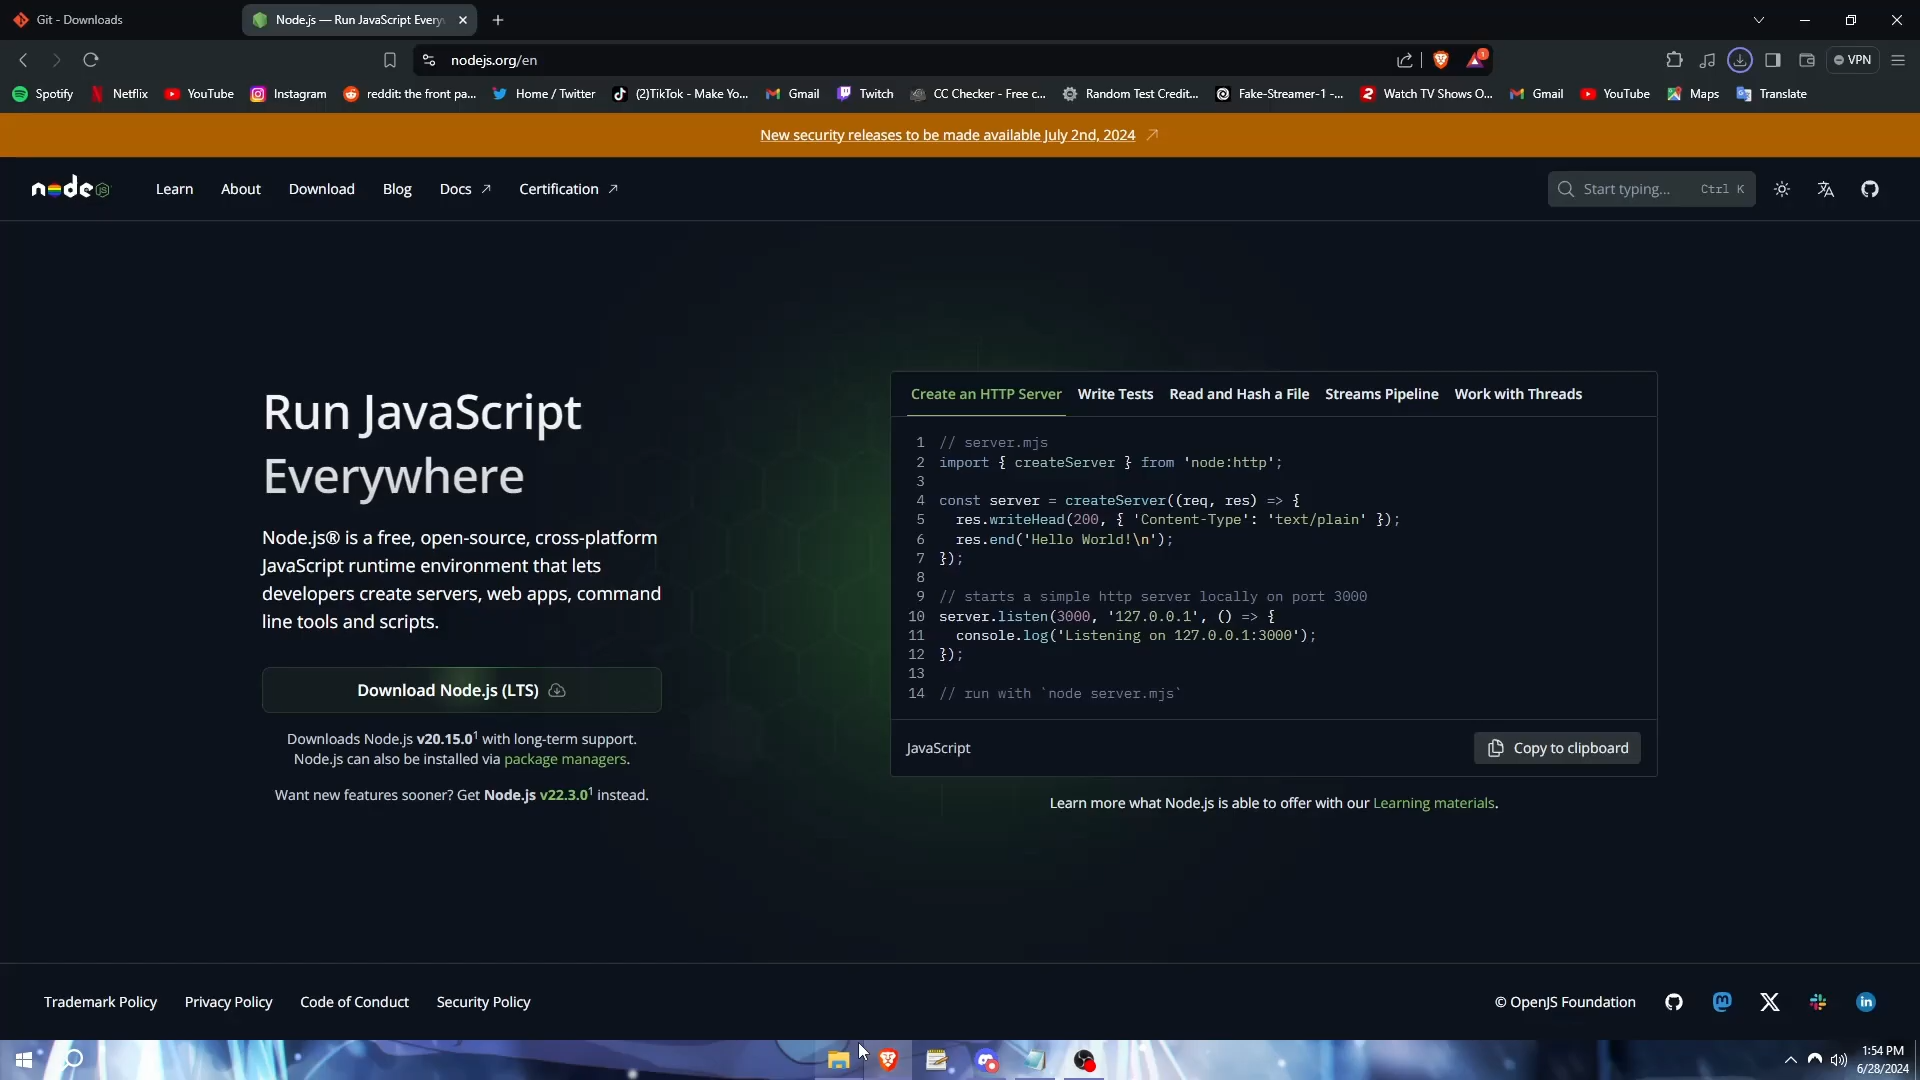 Git - Downloads
Node.js — Run JavaScript Every
nodejs.org/en
1
VPN
Spotify
Netflix
YouTube
Instagram
reddit: the front pa...
Home / Twitter
(2)TikTok - Make Yo...
Gmail
Twitch
CC Checker - Free c...
Random Test Credit...
Fake-Streamer-1 -...
Watch TV Shows O...
Gmail
YouTube
Maps
Translate
New security releases to be made available July 2nd, 2024
node
Learn
About
Download
Blog
Docs
Certification
Start typing...
Ctrl K
Run JavaScript
Everywhere
Node.js® is a free, open-source, cross-platform
JavaScript runtime environment that lets
developers create servers, web apps, command
line tools and scripts.
Download Node.js (LTS)
Downloads Node.js v20.15.0¹ with long-term support.
Node.js can also be installed via package managers.
Want new features sooner? Get Node.js v22.3.0¹ instead.
Create an HTTP Server
Write Tests
Read and Hash a File
Streams Pipeline
Work with Threads
1 // server.mjs
2 import { createServer } from 'node:http';
3
4 const server = createServer((req, res) => {
5 res.writeHead(200, { 'Content-Type': 'text/plain' });
6 res.end('Hello World!\n');
7 });
8
9 // starts a simple http server locally on port 3000
10 server.listen(3000, '127.0.0.1', () => {
11 console.log('Listening on 127.0.0.1:3000');
12 });
13
14 // run with `node server.mjs`
JavaScript
Copy to clipboard
Learn more what Node.js is able to offer with our Learning materials.
Trademark Policy
Privacy Policy
Code of Conduct
Security Policy
© OpenJS Foundation
1:54 PM
6/28/2024